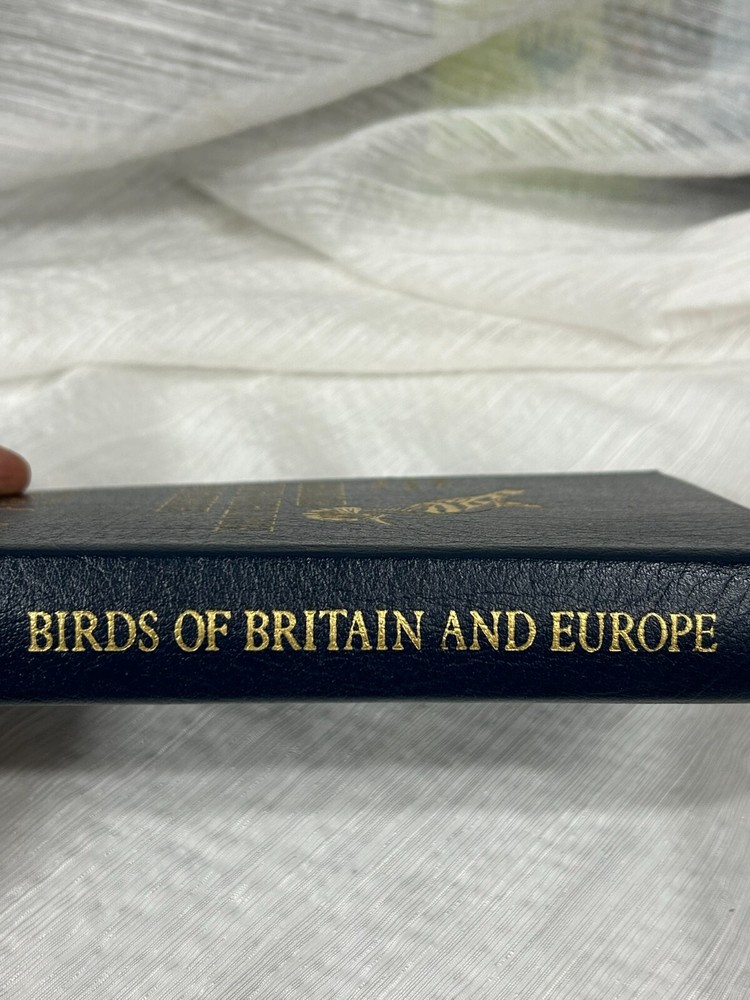 BIRDS OF BRITAIN AND EUROPE